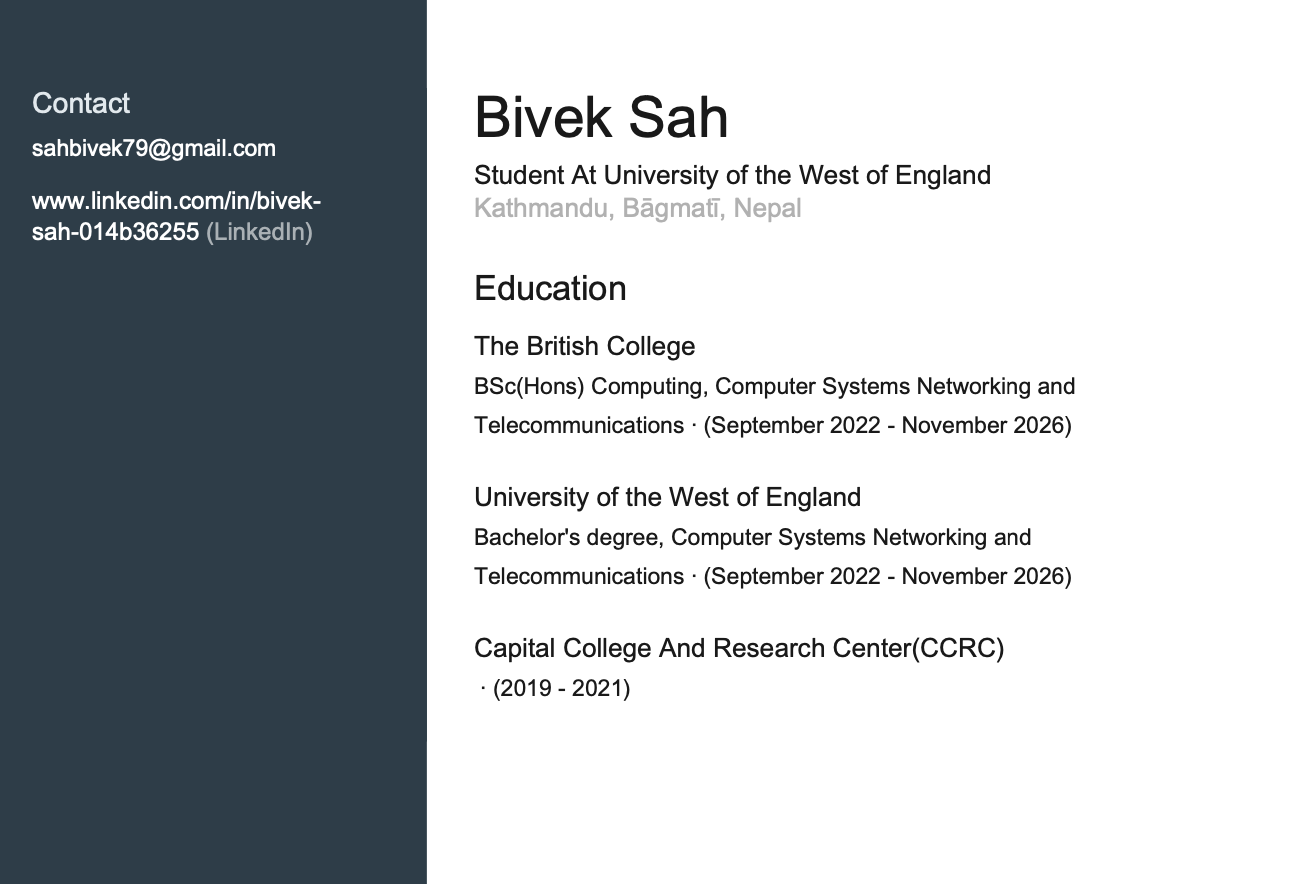 Contact
sahbivek79@gmail.com
www.linkedin.com/in/bivek-
sah-014b36255 (LinkedIn)
Bivek Sah
Student At University of the West of England
Kathmandu, Bāgmatī, Nepal
Education
The British College
BSc(Hons) Computing, Computer Systems Networking and
Telecommunications · (September 2022 - November 2026)
University of the West of England
Bachelor's degree, Computer Systems Networking and
Telecommunications · (September 2022 - November 2026)
Capital College And Research Center(CCRC)
· (2019 - 2021)